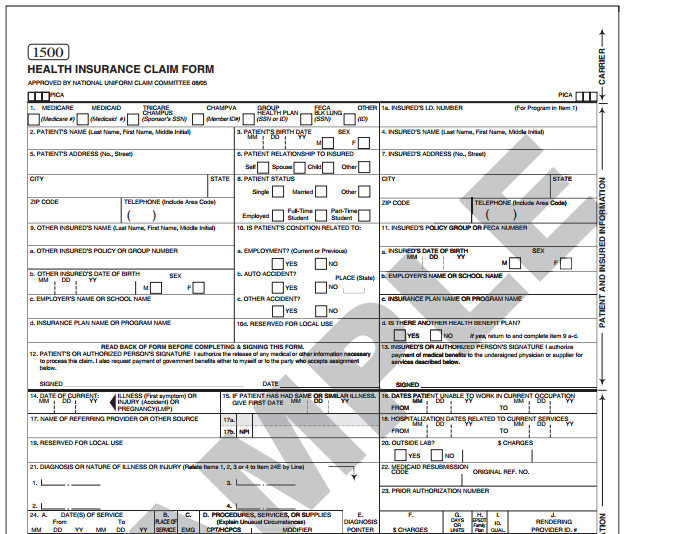 1500
HEALTH INSURANCE CLAIM FORM
APPROVED BY NATIONAL UNIFORM CLAIM COMMITTEE 08/05
PICA
PICA
CARRIER
1. MEDICARE MEDICAID TRICARE CHAMPUS CHAMPVA GROUP HEALTH PLAN FECA BLK LUNG OTHER
(Medicare #) (Medicaid #) (Sponsor's SSN) (Member ID#) (SSN or ID) (SSN) (ID)
1a. INSURED'S I.D. NUMBER (For Program in Item 1)
2. PATIENT'S NAME (Last Name, First Name, Middle Initial)
3. PATIENT'S BIRTH DATE SEX
MM DD YY M F
4. INSURED'S NAME (Last Name, First Name, Middle Initial)
5. PATIENT'S ADDRESS (No., Street)
6. PATIENT RELATIONSHIP TO INSURED
Self Spouse Child Other
7. INSURED'S ADDRESS (No., Street)
CITY STATE
8. PATIENT STATUS
Single Married Other
CITY STATE
ZIP CODE TELEPHONE (Include Area Code)
( )
Employed Full-Time Student Part-Time Student
ZIP CODE TELEPHONE (Include Area Code)
( )
9. OTHER INSURED'S NAME (Last Name, First Name, Middle Initial)
10. IS PATIENT'S CONDITION RELATED TO:
11. INSURED'S POLICY GROUP OR FECA NUMBER
a. OTHER INSURED'S POLICY OR GROUP NUMBER
a. EMPLOYMENT? (Current or Previous)
YES NO
a. INSURED'S DATE OF BIRTH SEX
MM DD YY M F
b. OTHER INSURED'S DATE OF BIRTH SEX
MM DD YY M F
b. AUTO ACCIDENT? PLACE (State)
YES NO
b. EMPLOYER'S NAME OR SCHOOL NAME
c. EMPLOYER'S NAME OR SCHOOL NAME
c. OTHER ACCIDENT?
YES NO
c. INSURANCE PLAN NAME OR PROGRAM NAME
d. INSURANCE PLAN NAME OR PROGRAM NAME
10d. RESERVED FOR LOCAL USE
d. IS THERE ANOTHER HEALTH BENEFIT PLAN?
YES NO If yes, return to and complete item 9 a-d.
PATIENT AND INSURED INFORMATION
READ BACK OF FORM BEFORE COMPLETING & SIGNING THIS FORM.
12. PATIENT'S OR AUTHORIZED PERSON'S SIGNATURE I authorize the release of any medical or other information necessary
to process this claim. I also request payment of government benefits either to myself or to the party who accepts assignment
below.
SIGNED DATE
13. INSURED'S OR AUTHORIZED PERSON'S SIGNATURE I authorize
payment of medical benefits to the undersigned physician or supplier for
services described below.
SIGNED
14. DATE OF CURRENT:
MM DD YY
ILLNESS (First symptom) OR
INJURY (Accident) OR
PREGNANCY(LMP)
15. IF PATIENT HAS HAD SAME OR SIMILAR ILLNESS.
GIVE FIRST DATE MM DD YY
16. DATES PATIENT UNABLE TO WORK IN CURRENT OCCUPATION
MM DD YY MM DD YY
FROM TO
17. NAME OF REFERRING PROVIDER OR OTHER SOURCE
17a.
17b. NPI
18. HOSPITALIZATION DATES RELATED TO CURRENT SERVICES
MM DD YY MM DD YY
FROM TO
19. RESERVED FOR LOCAL USE
20. OUTSIDE LAB? $ CHARGES
YES NO
21. DIAGNOSIS OR NATURE OF ILLNESS OR INJURY (Relate Items 1, 2, 3 or 4 to Item 24E by Line)
1. 3.
2. 4.
22. MEDICAID RESUBMISSION
CODE ORIGINAL REF. NO.
23. PRIOR AUTHORIZATION NUMBER
24. A. DATE(S) OF SERVICE B. C. D. PROCEDURES, SERVICES, OR SUPPLIES E. F. G. H. I. J.
From To PLACE OF (Explain Unusual Circumstances) DIAGNOSIS DAYS OR UNITS EPSDT Family Plan ID. RENDERING
MM DD YY MM DD YY SERVICE EMG CPT/HCPCS MODIFIER POINTER $ CHARGES QUAL. PROVIDER ID. #
TION
AMPLE